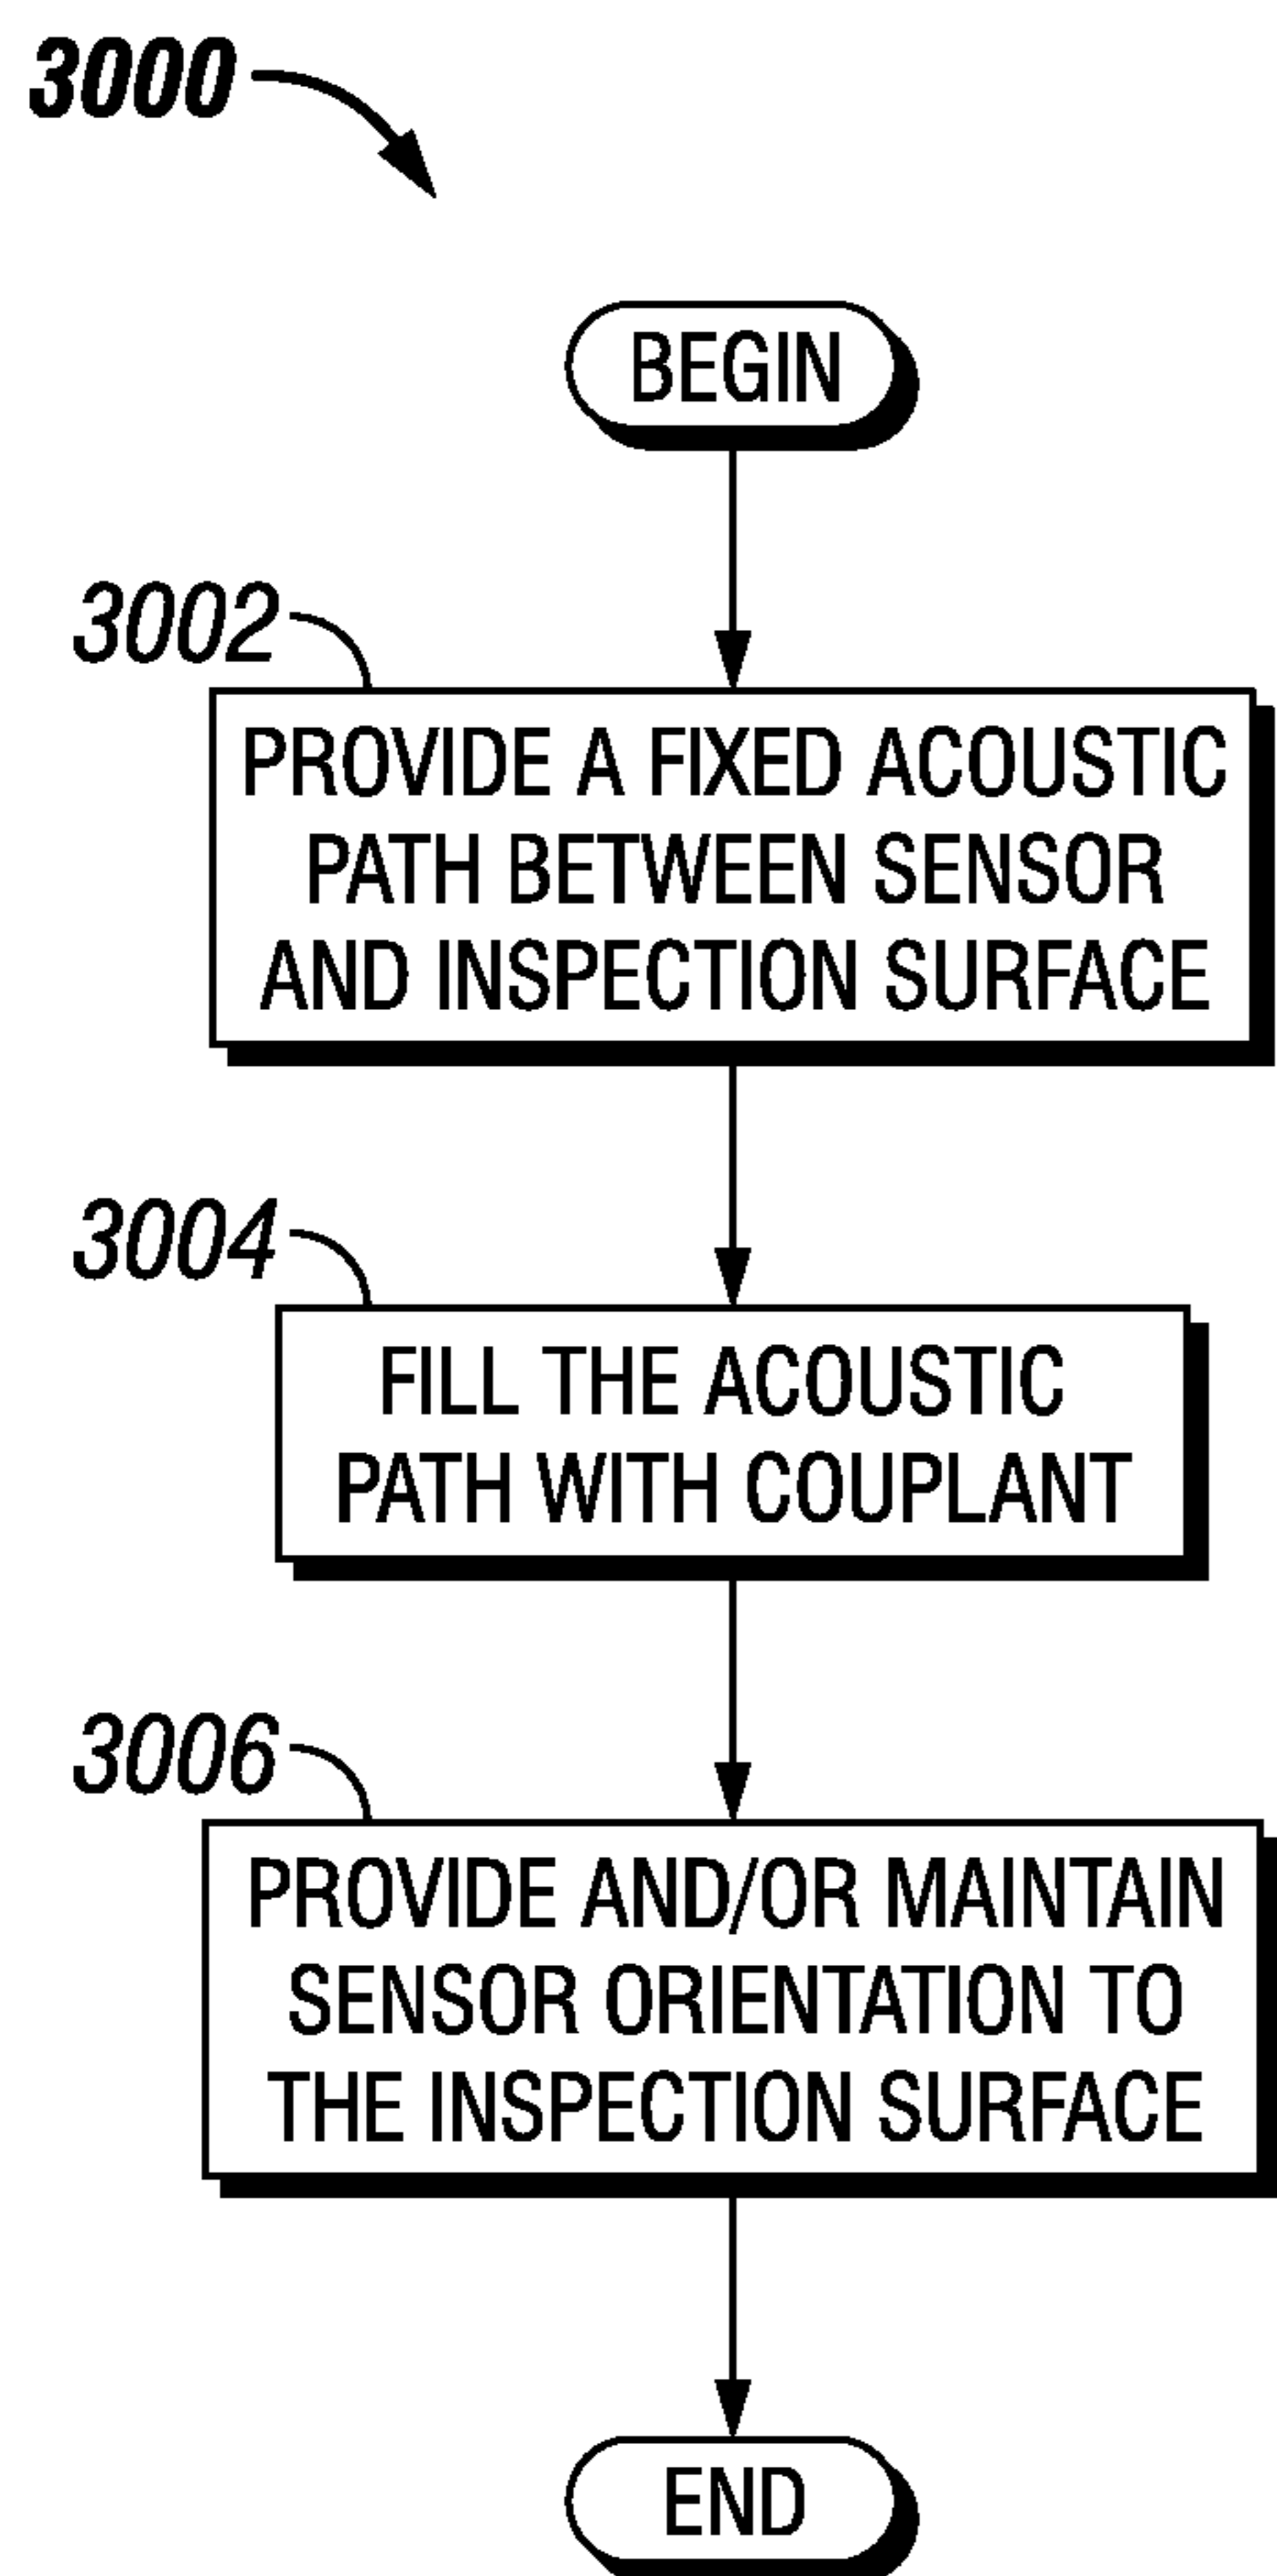 3000
BEGIN
3002
PROVIDE A FIXED ACOUSTIC
PATH BETWEEN SENSOR
AND INSPECTION SURFACE
3004
FILL THE ACOUSTIC
PATH WITH COUPLANT
3006
PROVIDE AND/OR MAINTAIN
SENSOR ORIENTATION TO
THE INSPECTION SURFACE
END